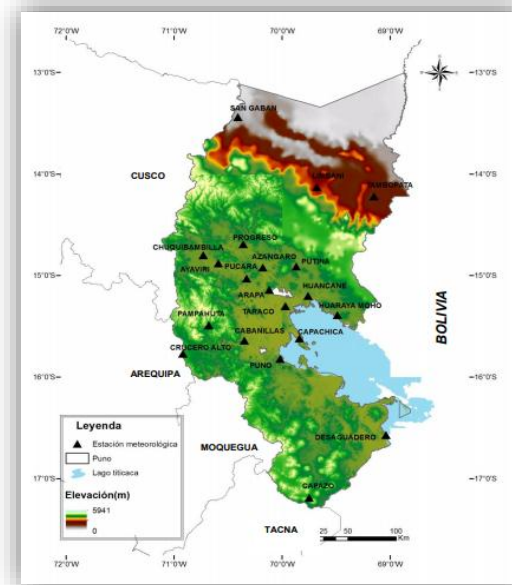 72°0'W 71°0'W 70°0'W 69°0'W
13°0'S 13°0'S
SAN GABAN
CUSCO
14°0'S 14°0'S
LIMBANI
TAMBOPATA
PROGRESO
CHUQUIBAMBILLA
AZANGARO
PUTINA
AYAVIRI
PUCARA
15°0'S 15°0'S
ARAPA
HUANCANE
HUARAYA MOHO
TARACO
PAMPAHUTA
CABANILLAS
CAPACHICA
BOLIVIA
CRUCERO ALTO
PUNO
AREQUIPA
16°0'S 16°0'S
Leyenda
Estación meteorológica
Puno
Lago titicaca
Elevación(m)
5941
0
MOQUEGUA
DESAGUADERO
17°0'S 17°0'S
CAPAZO
TACNA
25 50 100
Km
72°0'W 71°0'W 70°0'W 69°0'W